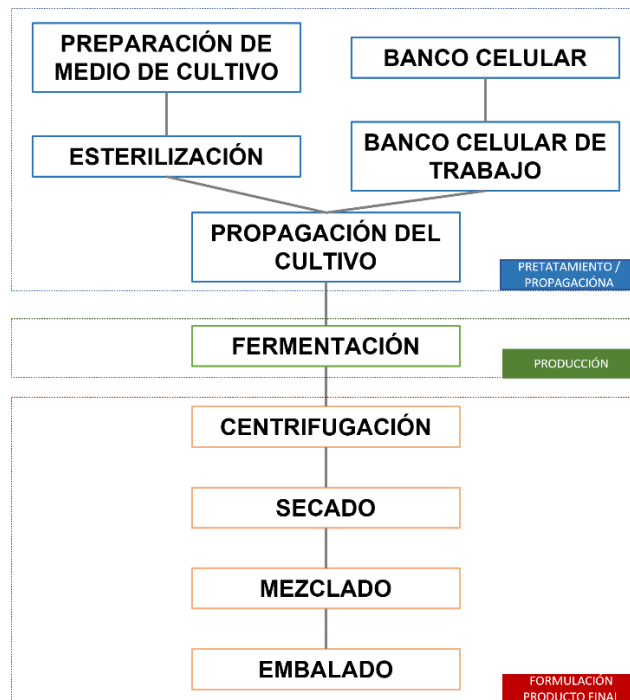 PREPARACIÓN DE
MEDIO DE CULTIVO
BANCO CELULAR
ESTERILIZACIÓN
BANCO CELULAR DE
TRABAJO
PROPAGACIÓN DEL
CULTIVO
PRETATAMIENTO /
PROPAGACIÓNA
FERMENTACIÓN
PRODUCCIÓN
CENTRIFUGACIÓN
SECADO
MEZCLADO
EMBALADO
FORMULACIÓN
PRODUCTO FINAL